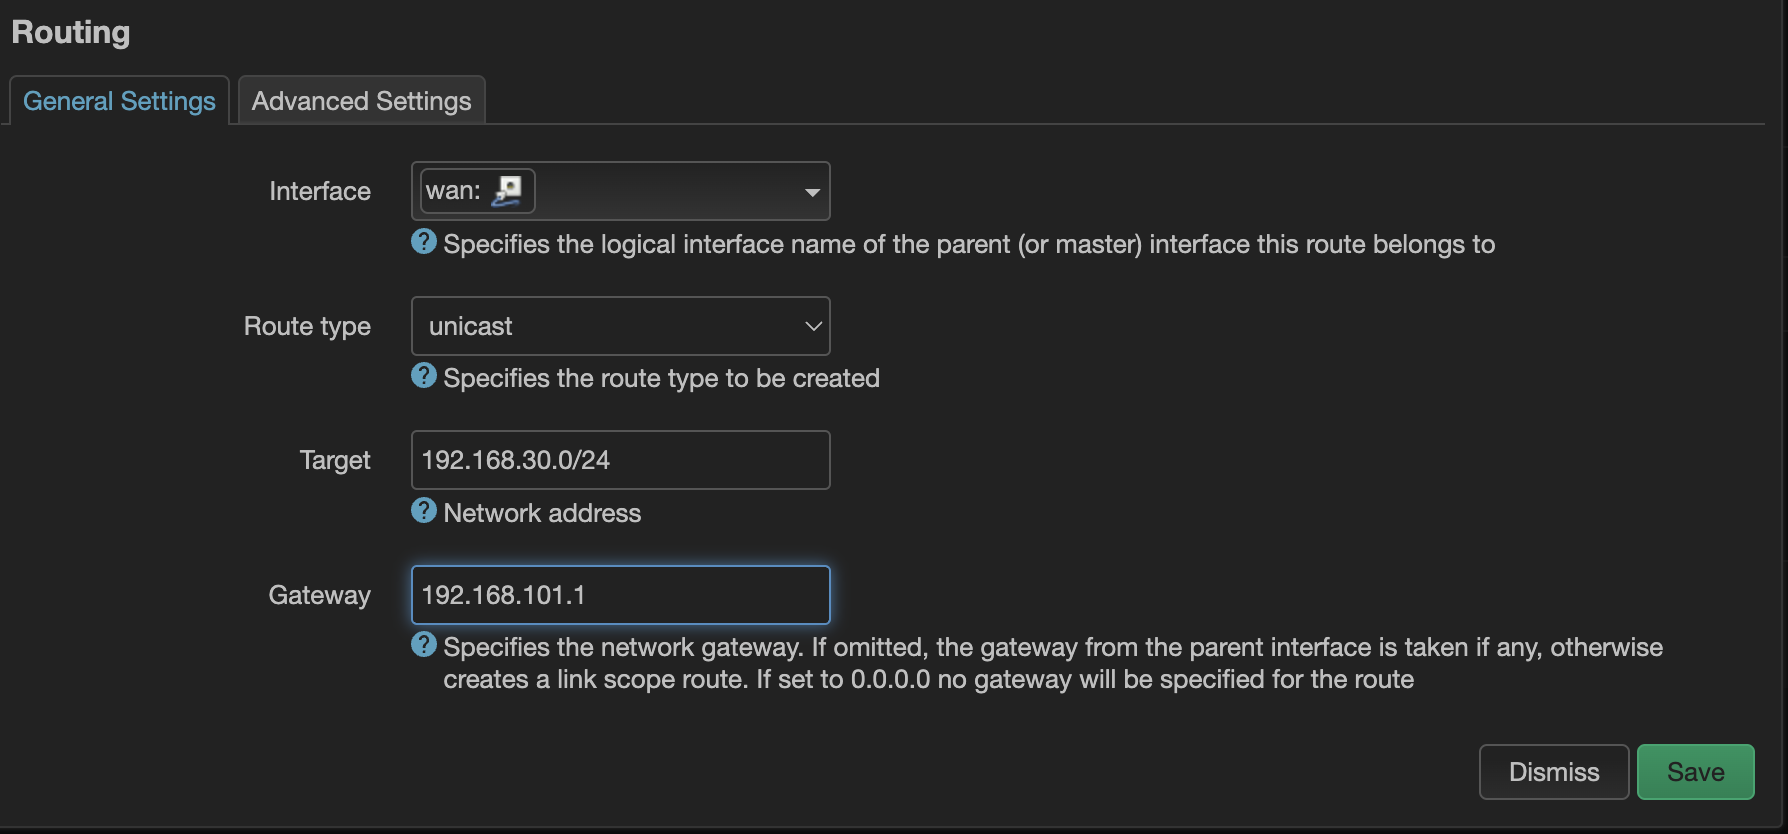 Routing
General Settings
Advanced Settings
Interface
wan:
? Specifies the logical interface name of the parent (or master) interface this route belongs to
Route type
unicast
? Specifies the route type to be created
Target
192.168.30.0/24
? Network address
Gateway
192.168.101.1
? Specifies the network gateway. If omitted, the gateway from the parent interface is taken if any, otherwise
creates a link scope route. If set to 0.0.0.0 no gateway will be specified for the route
Dismiss
Save